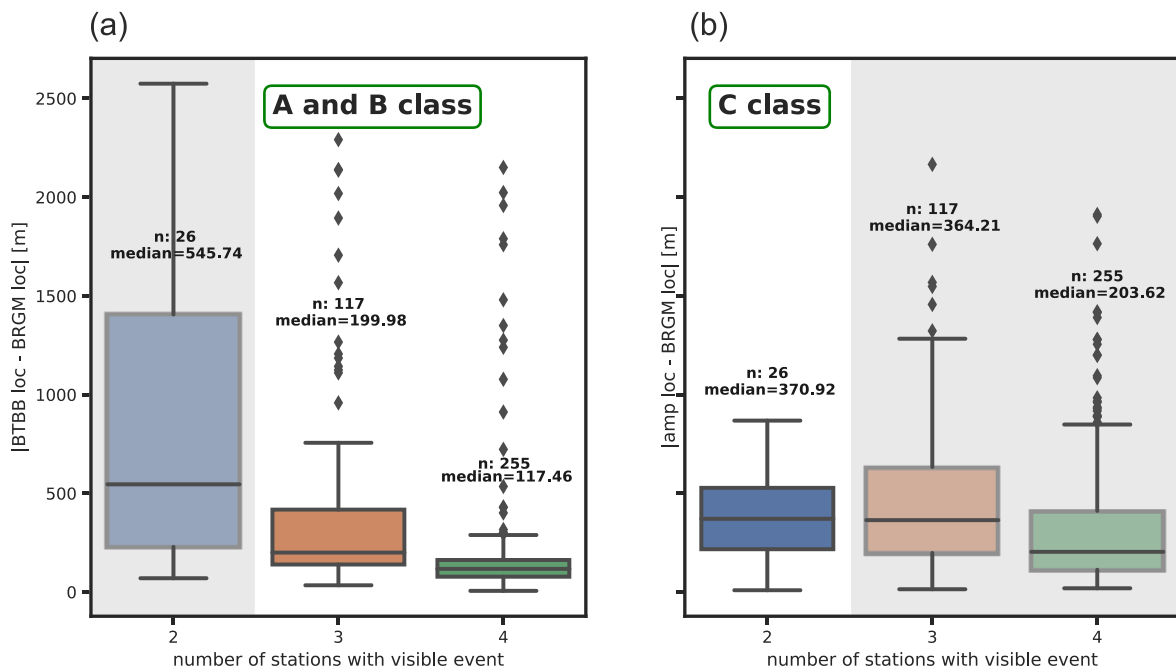 (a)
A and B class
|BTBB loc - BRGM loc| [m]
2500
2000
1500
1000
500
0
n: 26
median=545.74
n: 117
median=199.98
n: 255
median=117.46
2
3
4
number of stations with visible event
(b)
C class
|amp loc - BRGM loc| [m]
n: 26
median=370.92
n: 117
median=364.21
n: 255
median=203.62
2
3
4
number of stations with visible event